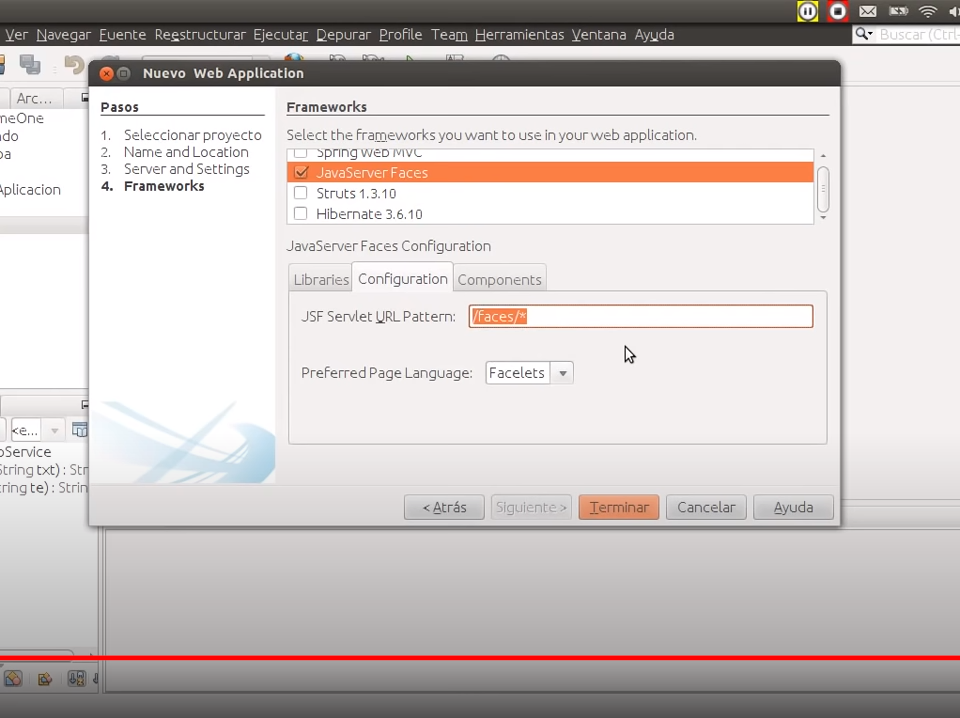 Ver Navegar Fuente Reestructurar Ejecutar Depurar Profile Team Herramientas Ventana Ayuda
Buscar (Ctrl-
Nuevo Web Application
Arc...
meOne
ndo
pa
Aplicacion
Pasos
1. Seleccionar proyecto
2. Name and Location
3. Server and Settings
4. Frameworks
Frameworks
Select the frameworks you want to use in your web application.
Spring Web MVC
JavaServer Faces
Struts 1.3.10
Hibernate 3.6.10
JavaServer Faces Configuration
Libraries Configuration Components
JSF Servlet URL Pattern: /faces/*
Preferred Page Language: Facelets
<e...
oService
String txt) : Str
ring te) : Strin
< Atrás Siguiente > Terminar Cancelar Ayuda